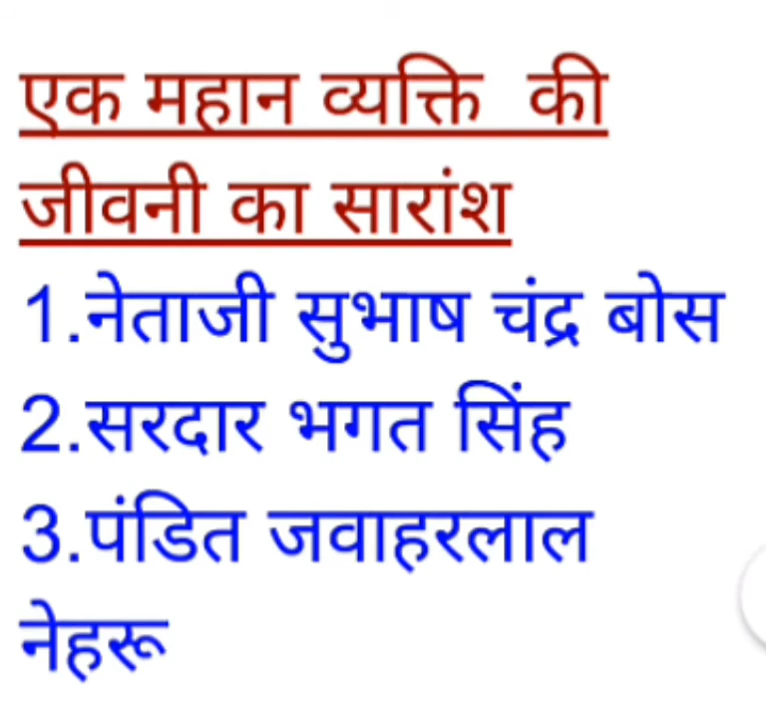 एक महान व्यक्ति की
जीवनी का सारांश
1.नेताजी सुभाष चंद्र बोस
2.सरदार भगत सिंह
3.पंडित जवाहरलाल
नेहरू